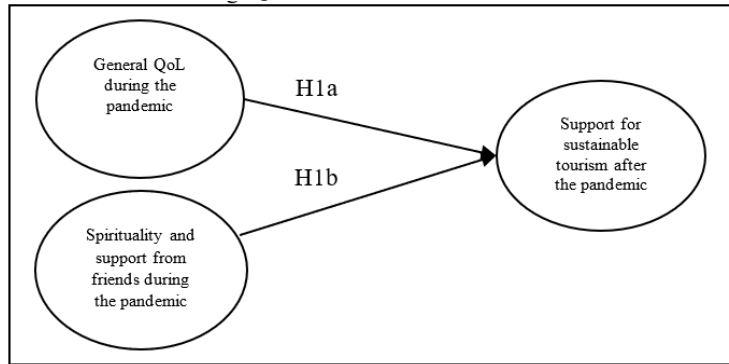 General QoL
during the
pandemic
H1a
Support for
sustainable
tourism after
the pandemic
H1b
Spirituality and
support from
friends during
the pandemic